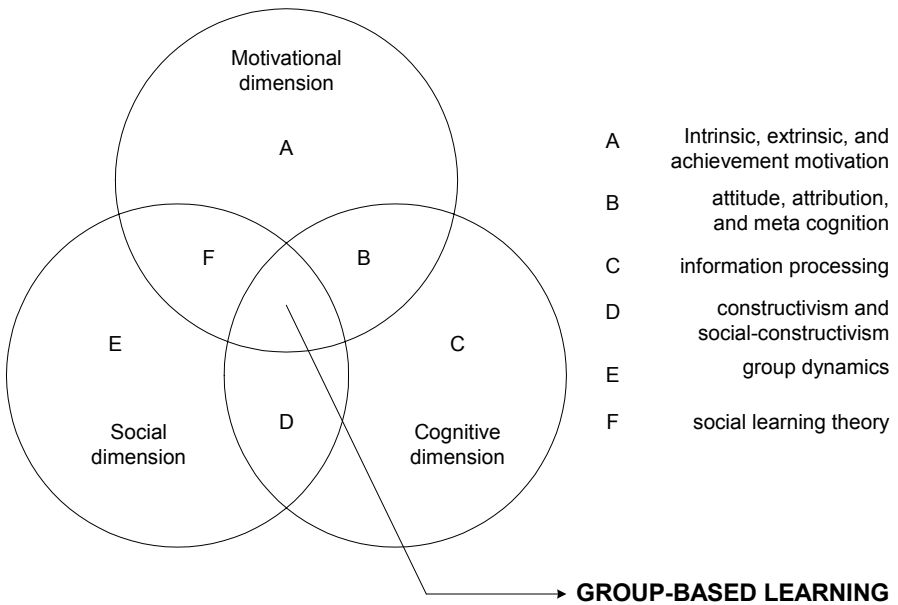 Motivational
dimension
A
F
B
E
C
D
Social
dimension
Cognitive
dimension
A Intrinsic, extrinsic, and
achievement motivation
B attitude, attribution,
and meta cognition
C information processing
D constructivism and
social-constructivism
E group dynamics
F social learning theory
GROUP-BASED LEARNING